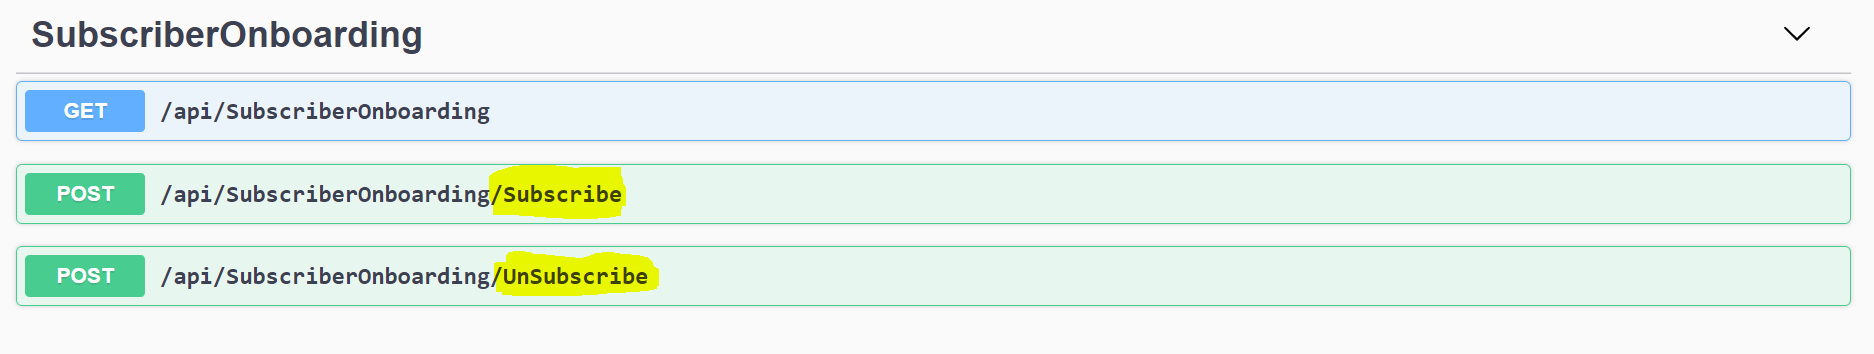 SubscriberOnboarding
GET /api/SubscriberOnboarding
POST /api/SubscriberOnboarding/Subscribe
POST /api/SubscriberOnboarding/UnSubscribe